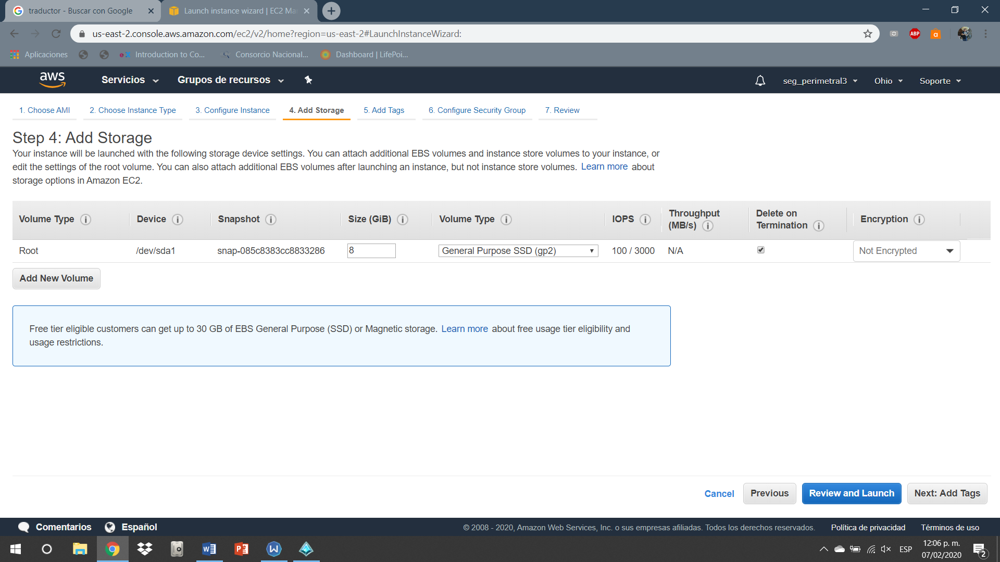 traductor - Buscar con Google
Launch instance wizard | EC2 Ma
us-east-2.console.aws.amazon.com/ec2/v2/home?region=us-east-2#LaunchInstanceWizard:
ABP
a
Aplicaciones
Introduction to Co...
Consorcio Nacional...
Dashboard | LifePoi...
aws
Servicios
Grupos de recursos
seg_perimetral3
Ohio
Soporte
1. Choose AMI
2. Choose Instance Type
3. Configure Instance
4. Add Storage
5. Add Tags
6. Configure Security Group
7. Review
Step 4: Add Storage
Your instance will be launched with the following storage device settings. You can attach additional EBS volumes and instance store volumes to your instance, or
edit the settings of the root volume. You can also attach additional EBS volumes after launching an instance, but not instance store volumes. Learn more about
storage options in Amazon EC2.
Volume Type
Device
Snapshot
Size (GiB)
Volume Type
IOPS
Throughput
(MB/s)
Delete on
Termination
Encryption
Root
/dev/sda1
snap-085c8383cc8833286
8
General Purpose SSD (gp2)
100 / 3000
N/A
Not Encrypted
Add New Volume
Free tier eligible customers can get up to 30 GB of EBS General Purpose (SSD) or Magnetic storage. Learn more about free usage tier eligibility and
usage restrictions.
Cancel
Previous
Review and Launch
Next: Add Tags
Comentarios
Español
© 2008 - 2020, Amazon Web Services, Inc. o sus empresas afiliadas. Todos los derechos reservados.
Política de privacidad
Términos de uso
ESP
12:06 p. m.
07/02/2020
2